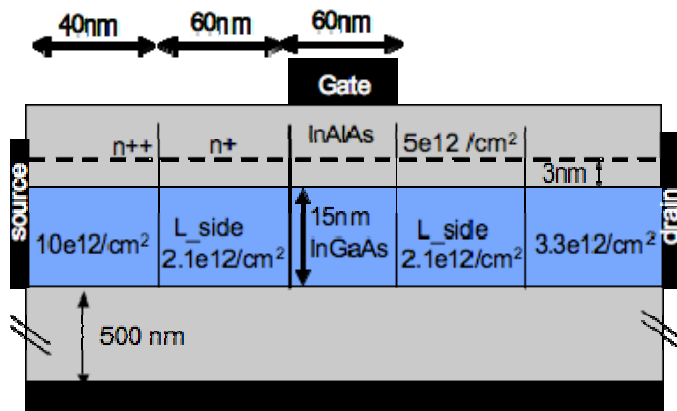 40nm 60nm 60nm
Gate
n++ n+ InAlAs 5e12 /cm²
3nm
source
10e12/cm²
L_side
2.1e12/cm²
15nm
InGaAs
L_side
2.1e12/cm²
3.3e12/cm²
drain
500 nm